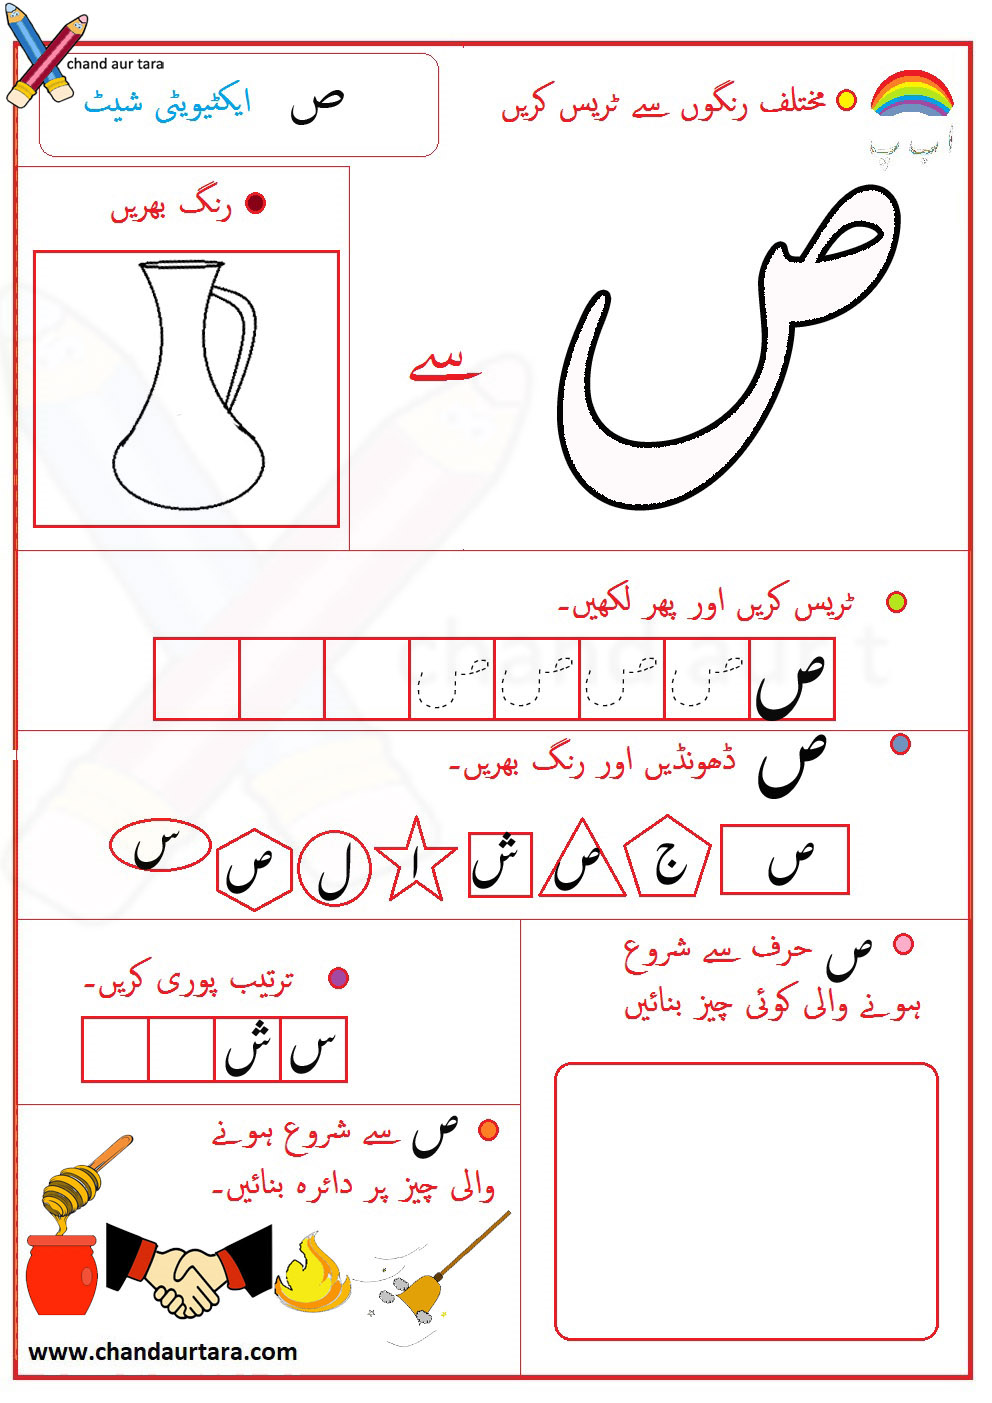 chand aur tara
ص ایکٹیویٹی شیٹ
مختلف رنگوں سے ٹریس کریں
رنگ بھریں
ص
سے
ٹریس کریں اور پھر لکھیں۔
ص ص ص ص ص
ص ڈھونڈیں اور رنگ بھریں۔
ص ج ص ش ا ل ص س
ص حرف سے شروع
ہونے والی کوئی چیز بنائیں
ترتیب پوری کریں۔
س ش
ص سے شروع ہونے
والی چیز پر دائرہ بنائیں۔
www.chandaurtara.com